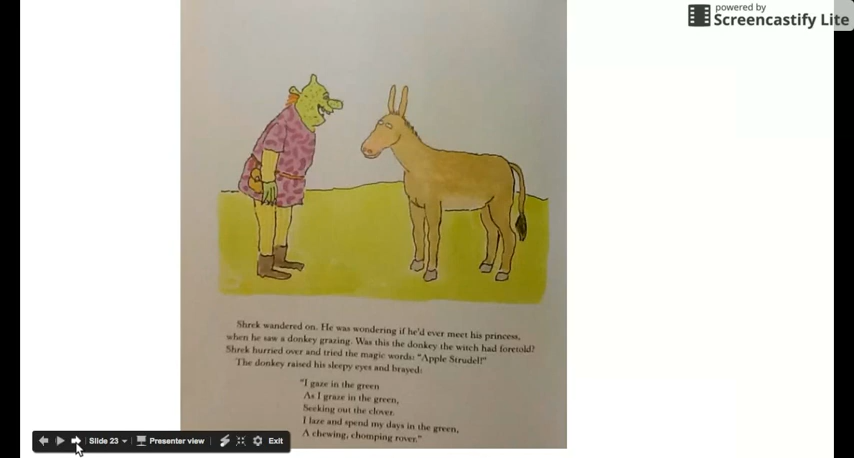 powered by
Screencastify Lite
Shrek wandered on. He was wondering if he'd ever meet his princess,
when he saw a donkey grazing. Was this the donkey the witch had foretold?
Shrek hurried over and tried the magic words: "Apple Strudel!"
The donkey raised his sleepy eyes and brayed:
"I gaze in the green
As I graze in the green,
Seeking out the clover.
I laze and spend my days in the green,
A chewing, chomping rover."
Slide 23
Presenter view
Exit